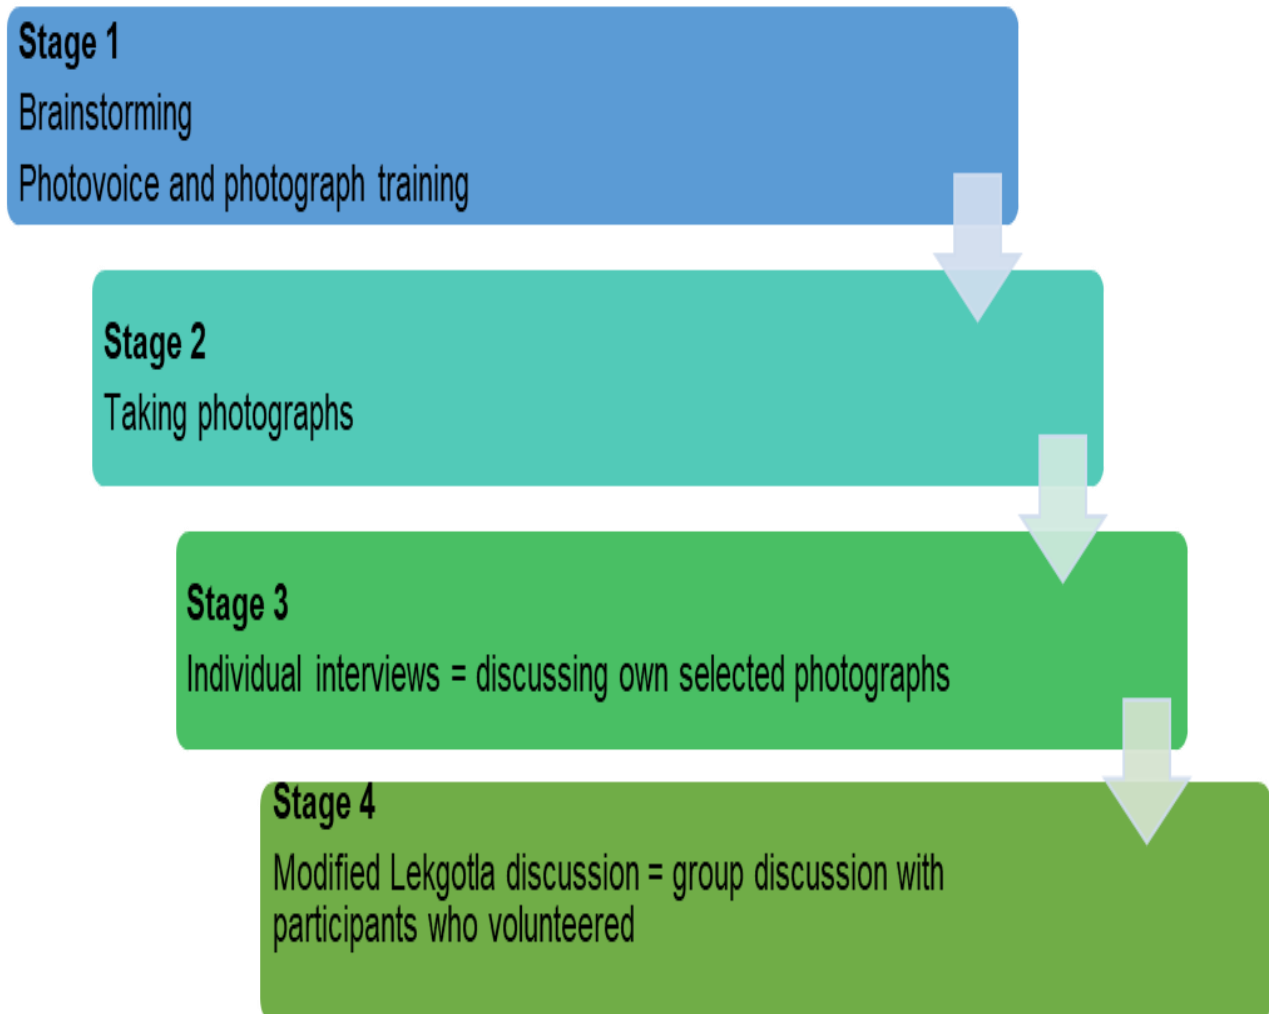 Stage 1
Brainstorming
Photovoice and photograph training
Stage 2
Taking photographs
Stage 3
Individual interviews = discussing own selected photographs
Stage 4
Modified Lekgotla discussion = group discussion with
participants who volunteered